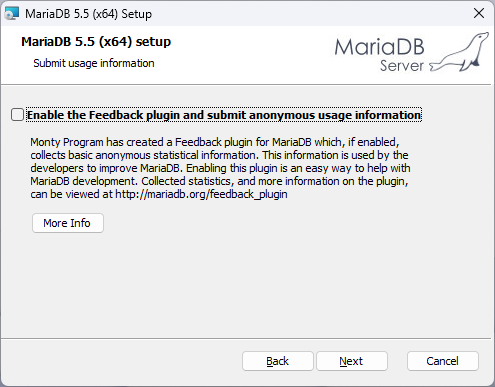 MariaDB 5.5 (x64) Setup
MariaDB 5.5 (x64) setup
Submit usage information
MariaDB
Server
Enable the Feedback plugin and submit anonymous usage information
Monty Program has created a Feedback plugin for MariaDB which, if enabled,
collects basic anonymous statistical information. This information is used by the
developers to improve MariaDB. Enabling this plugin is an easy way to help with
MariaDB development. Collected statistics, and more information on the plugin,
can be viewed at http://mariadb.org/feedback_plugin
More Info
Back
Next
Cancel